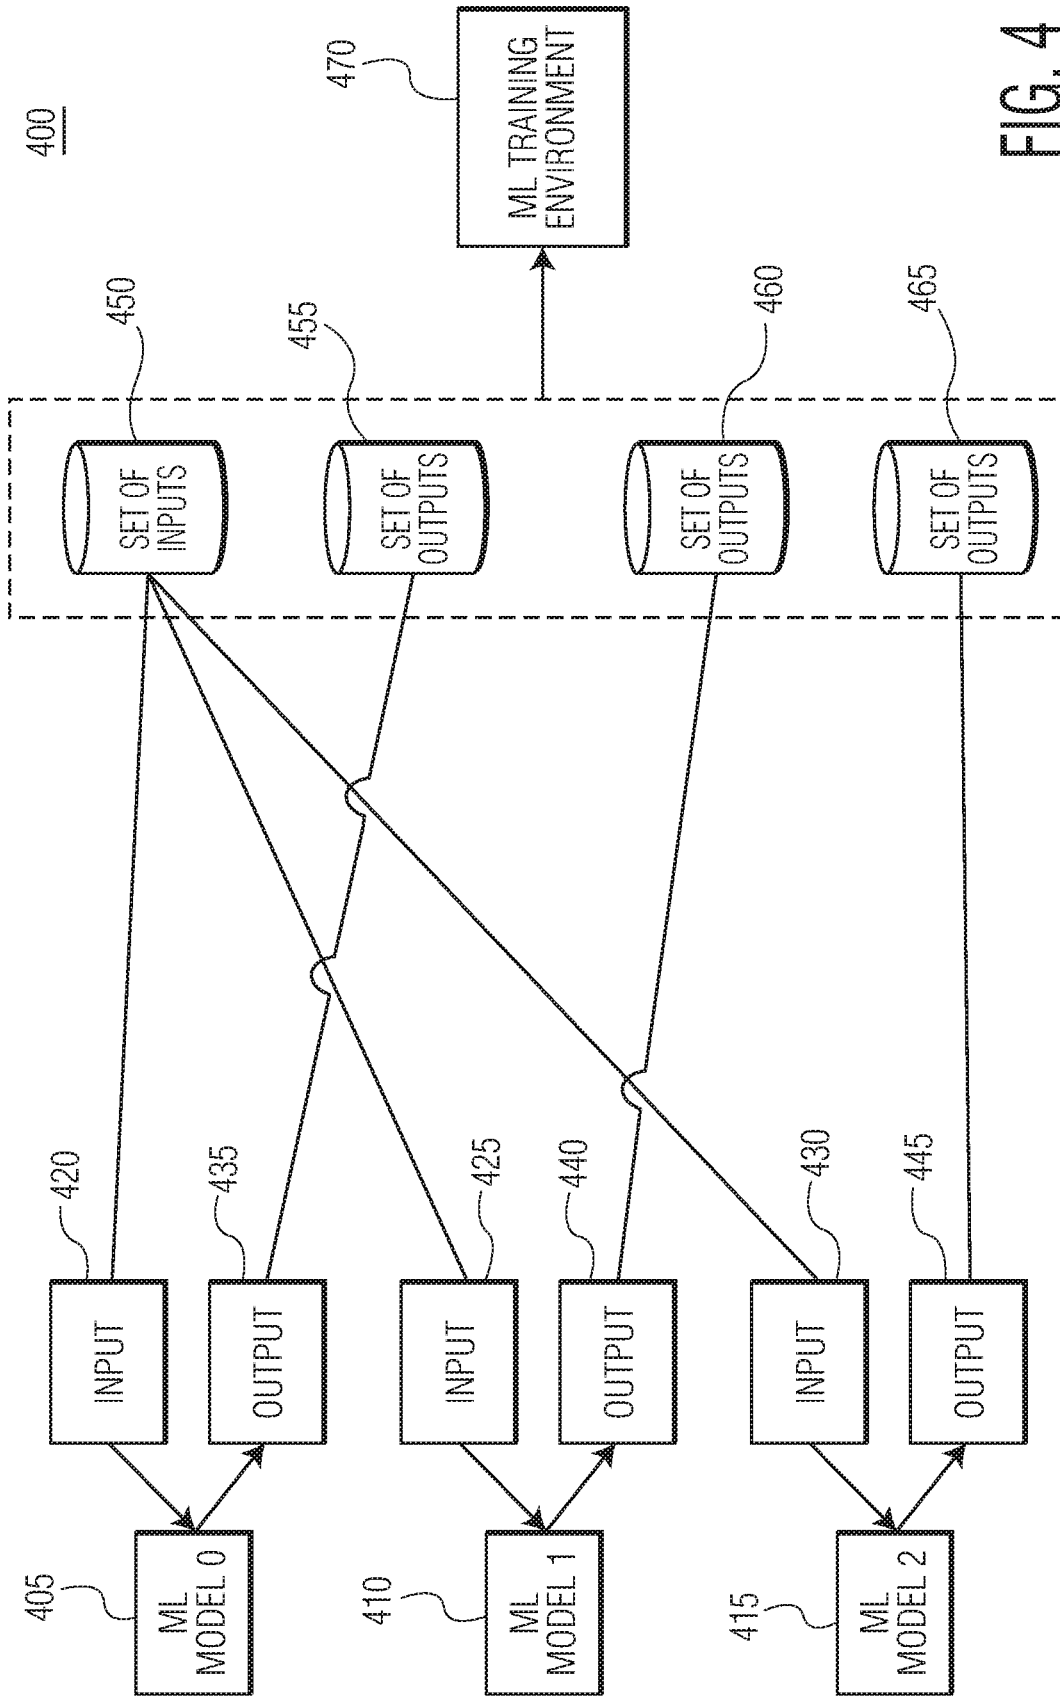 400
405
ML
MODEL 0
INPUT
420
OUTPUT
435
410
ML
MODEL 1
INPUT
425
OUTPUT
440
415
ML
MODEL 2
INPUT
430
OUTPUT
445
SET OF
INPUTS
450
SET OF
OUTPUTS
455
SET OF
OUTPUTS
460
SET OF
OUTPUTS
465
ML TRAINING
ENVIRONMENT
470
FIG. 4